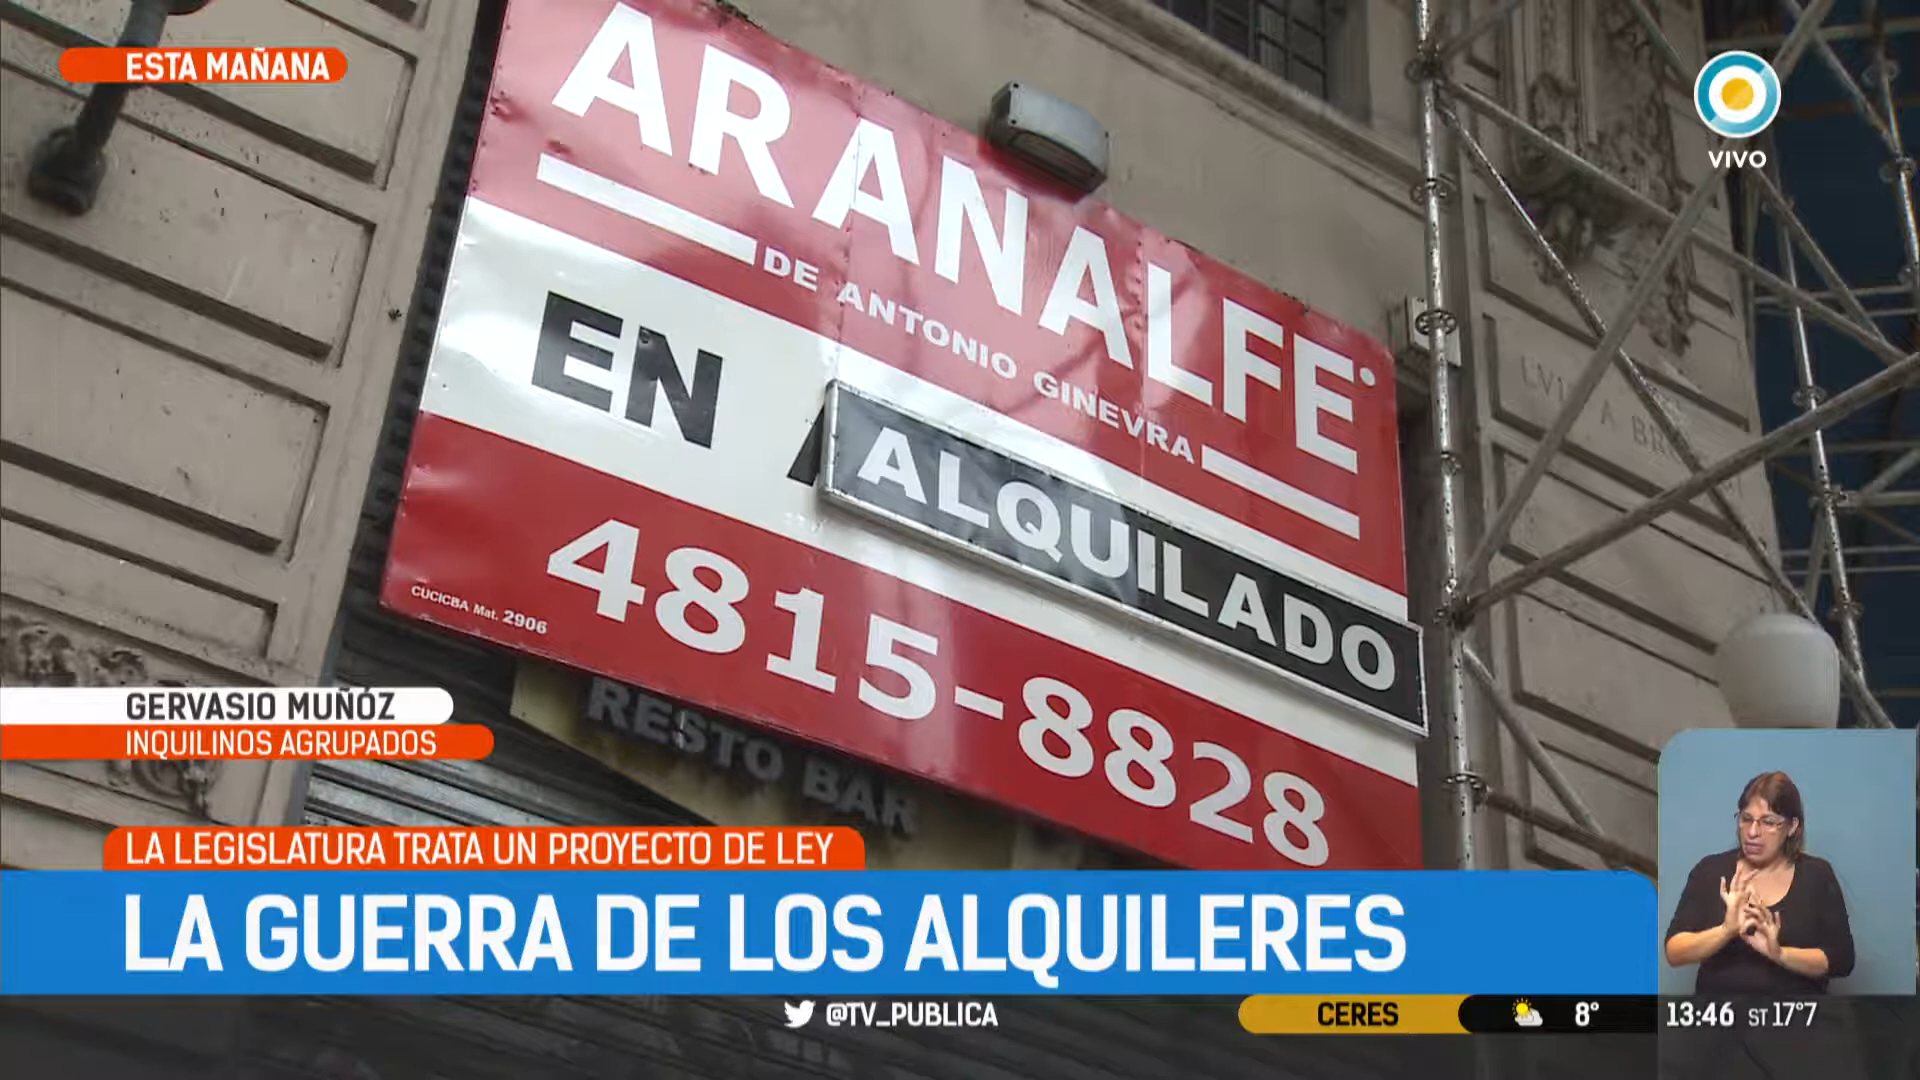 ESTA MAÑANA
VIVO
ARANALFE
DE ANTONIO GINEVRA
EN
ALQUILADO
4815-8828
CUCICBA Mat. 2906
RESTO BAR
GERVASIO MUÑÓZ
INQUILINOS AGRUPADOS
LA LEGISLATURA TRATA UN PROYECTO DE LEY
LA GUERRA DE LOS ALQUILERES
@TV_PUBLICA
CERES
8°
13:46 ST 17°7